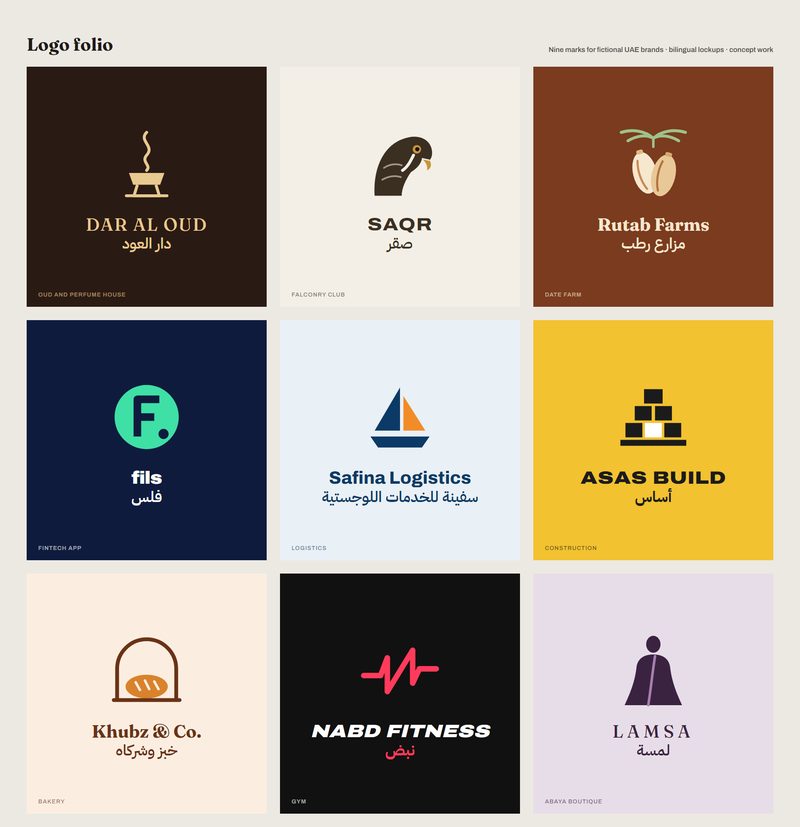 Logo folio
Nine marks for fictional UAE brands · bilingual lockups · concept work
DAR AL OUD
دار العود
OUD AND PERFUME HOUSE
SAQR
صقر
FALCONRY CLUB
Rutab Farms
مزارع رطب
DATE FARM
F.
fils
فلس
FINTECH APP
Safina Logistics
سفينة للخدمات اللوجستية
LOGISTICS
ASAS BUILD
أساس
CONSTRUCTION
Khubz & Co.
خبز وشركاه
BAKERY
NABD FITNESS
نبض
GYM
LAMSA
لمسة
ABAYA BOUTIQUE